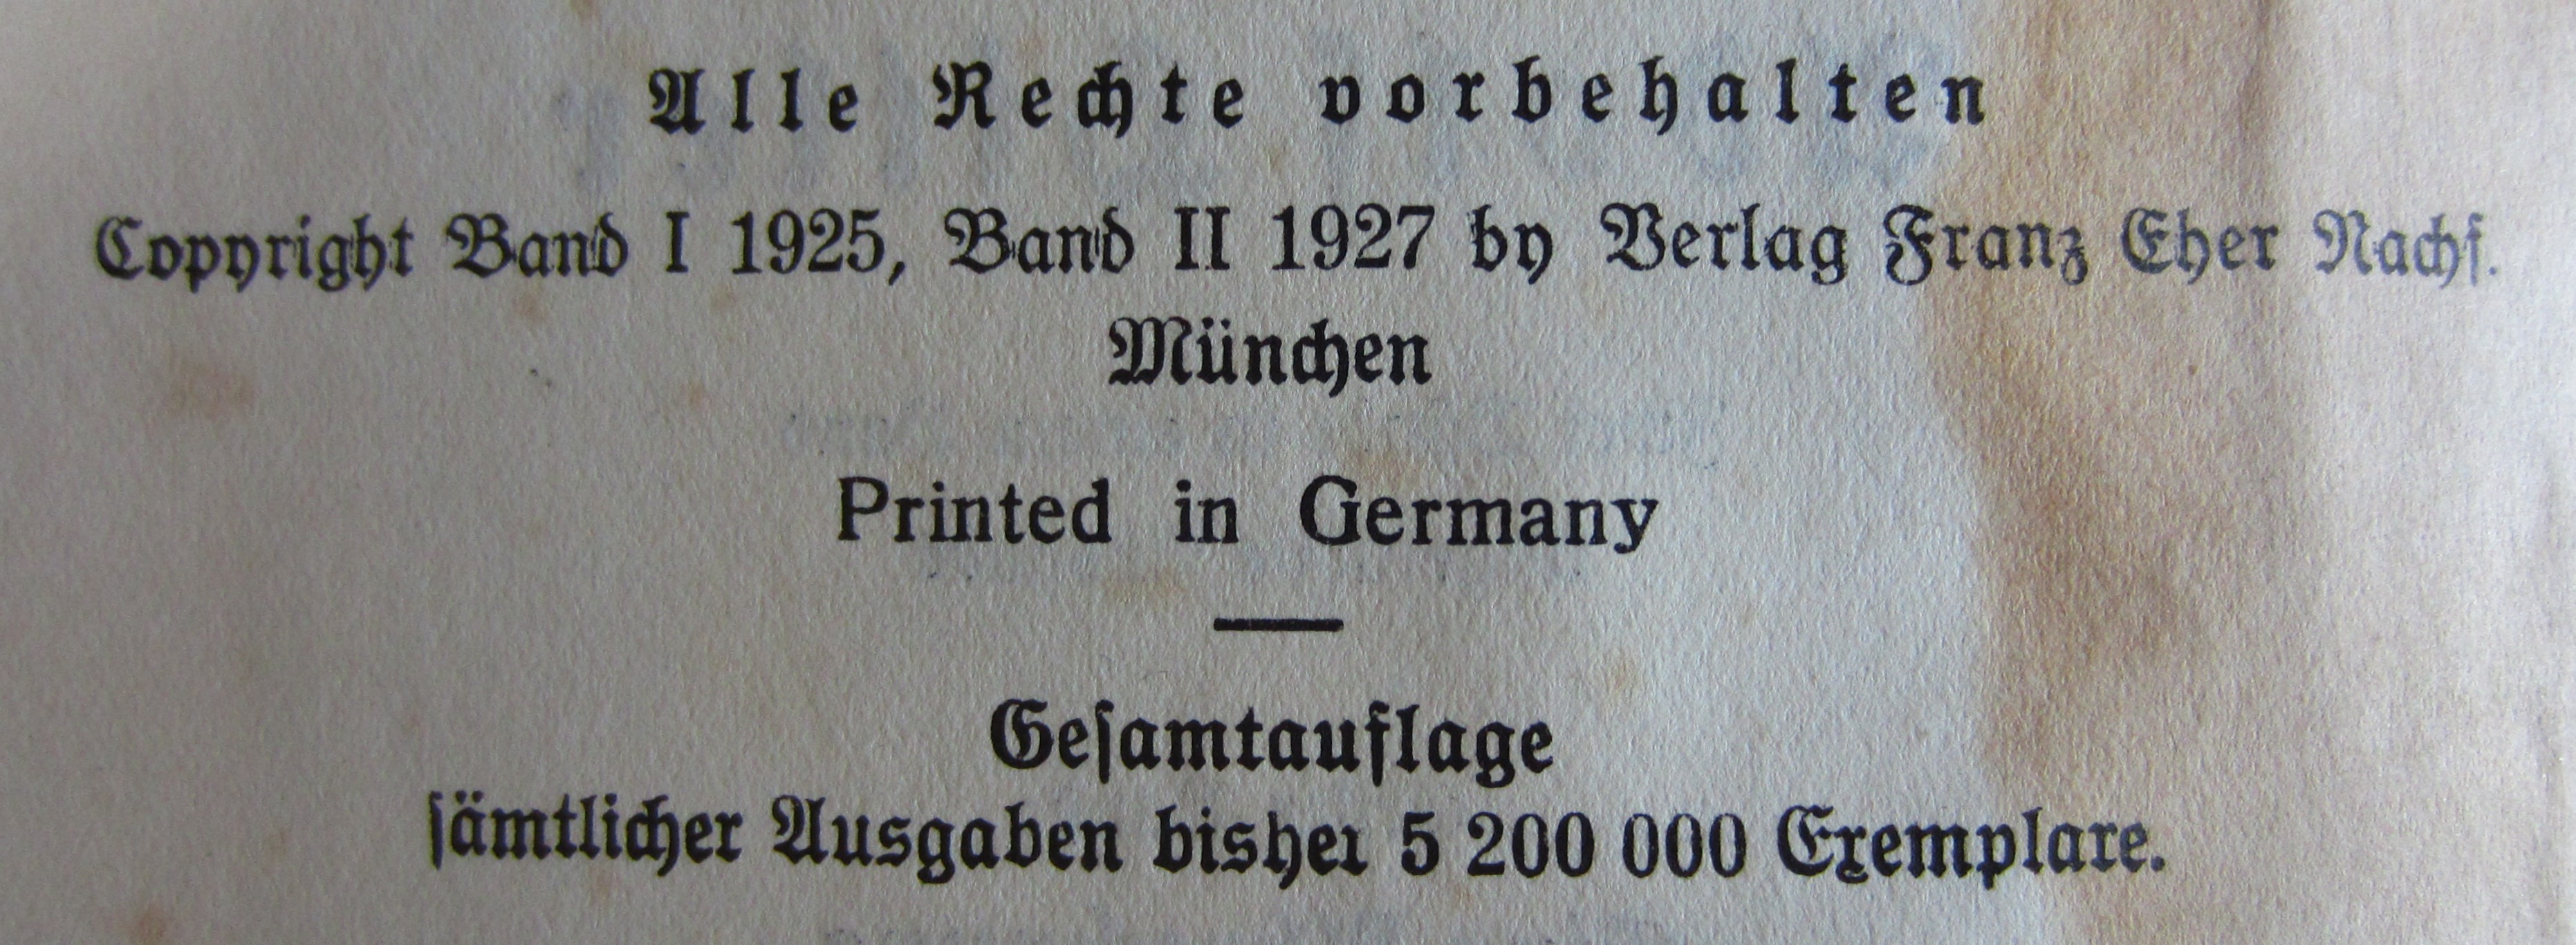 Alle Rechte vorbehalten
Copyright Band I 1925, Band II 1927 by Verlag Franz Eher Nachf.
München
Printed in Germany
Geſamtauflage
ſämtlicher Ausgaben bisher 5 200 000 Exemplare.